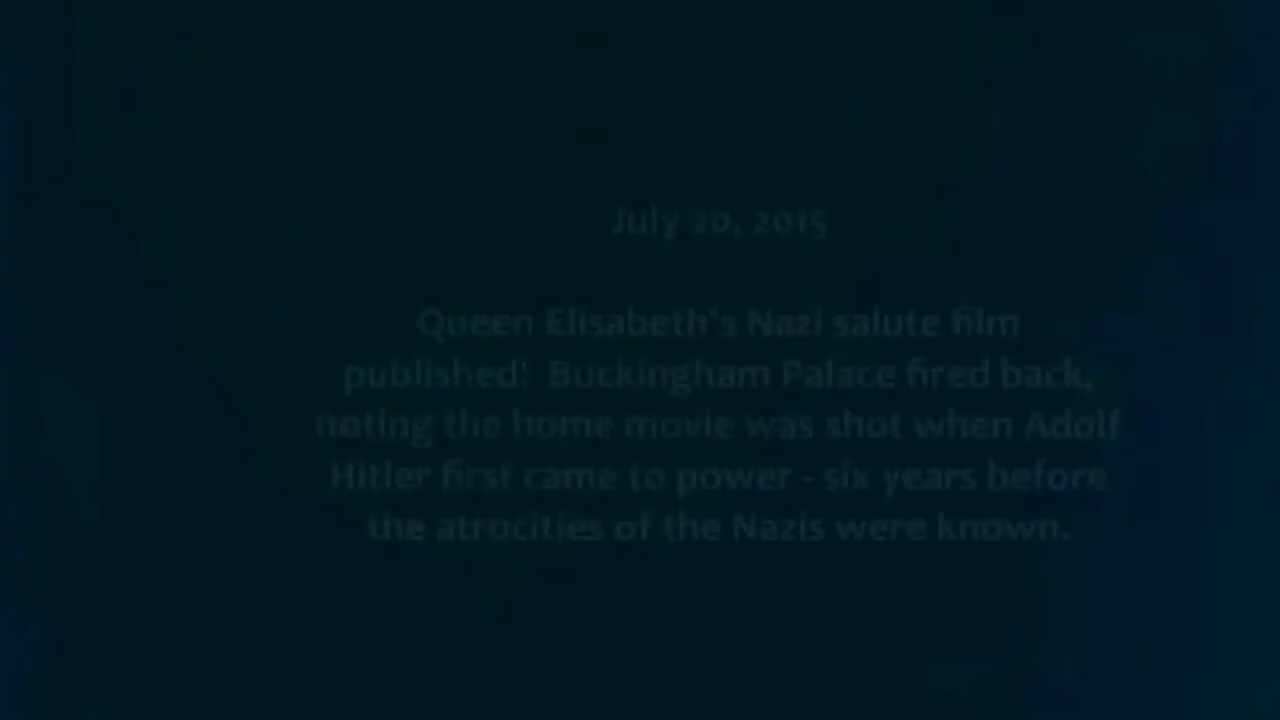 July 20, 2015
Queen Elisabeth's Nazi salute film
published! Buckingham Palace fired back,
noting the home movie was shot when Adolf
Hitler first came to power - six years before
the atrocities of the Nazis were known.